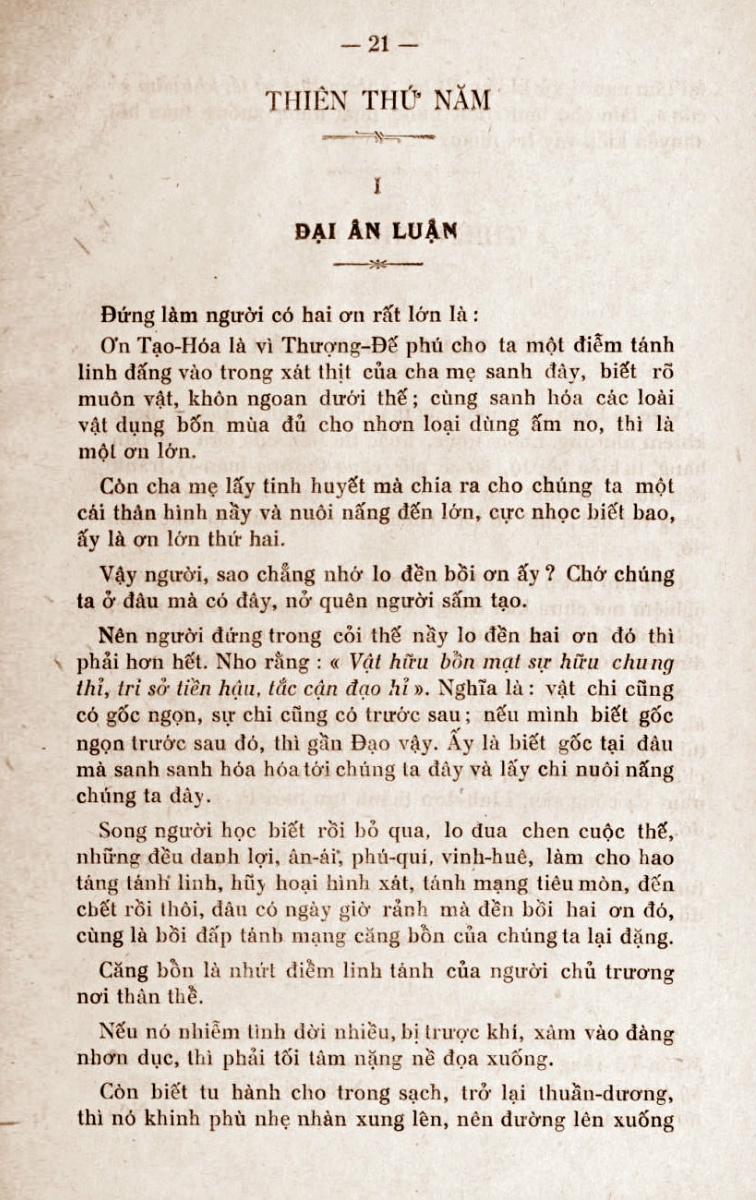 — 21 —
THIÊN THỨ NĂM
I
ĐẠI ÂN LUẬN
Đứng làm người có hai ơn rất lớn là :
Ơn Tạo-Hóa là vì Thượng-Đế phú cho ta một điểm tánh
linh đấng vào trong xát thịt của cha mẹ sanh đây, biết rõ
muôn vật, khôn ngoan dưới thế ; cùng sanh hóa các loài
vật dụng bốn mùa đủ cho nhơn loại dùng ấm no, thì là
một ơn lớn.
Còn cha mẹ lấy tinh huyết mà chia ra cho chúng ta một
cái thân hình nầy và nuôi nấng đến lớn, cực nhọc biết bao,
ấy là ơn lớn thứ hai.
Vậy người, sao chẳng nhớ lo đền bồi ơn ấy ? Chớ chúng
ta ở đâu mà có đây, nở quên người sấm tạo.
Nên người đứng trong cỏi thế nầy lo đền hai ơn đó thì
phải hơn hết. Nho rằng : « Vật hữu bồn mạt sự hữu chung
thỉ, tri sở tiền hậu, tắc cận đạo hỉ ». Nghĩa là : vật chi cũng
có gốc ngọn, sự chi cũng có trước sau ; nếu mình biết gốc
ngọn trước sau đó, thì gần Đạo vậy. Ấy là biết gốc tại đâu
mà sanh sanh hóa hóa tới chúng ta đây và lấy chi nuôi nấng
chúng ta đây.
Song người học biết rồi bỏ qua, lo đua chen cuộc thế,
những đều danh lợi, ân-ái, phú-quí, vinh-huê, làm cho hao
táng tánh linh, hủy hoại hình xát, tánh mạng tiêu mòn, đến
chết rồi thôi, đâu có ngày giờ rảnh mà đền bồi hai ơn đó,
cùng là bồi đấp tánh mạng căng bồn của chúng ta lại đặng.
Căng bồn là nhứt điểm linh tánh của người chủ trương
nơi thân thể.
Nếu nó nhiễm tình đời nhiều, bị trược khí, xàm vào đàng
nhơn dục, thì phải tối tâm nặng nề đọa xuống.
Còn biết tu hành cho trong sạch, trở lại thuần-dương,
thì nó khinh phù nhẹ nhàn xung lên, nên đường lên xuống